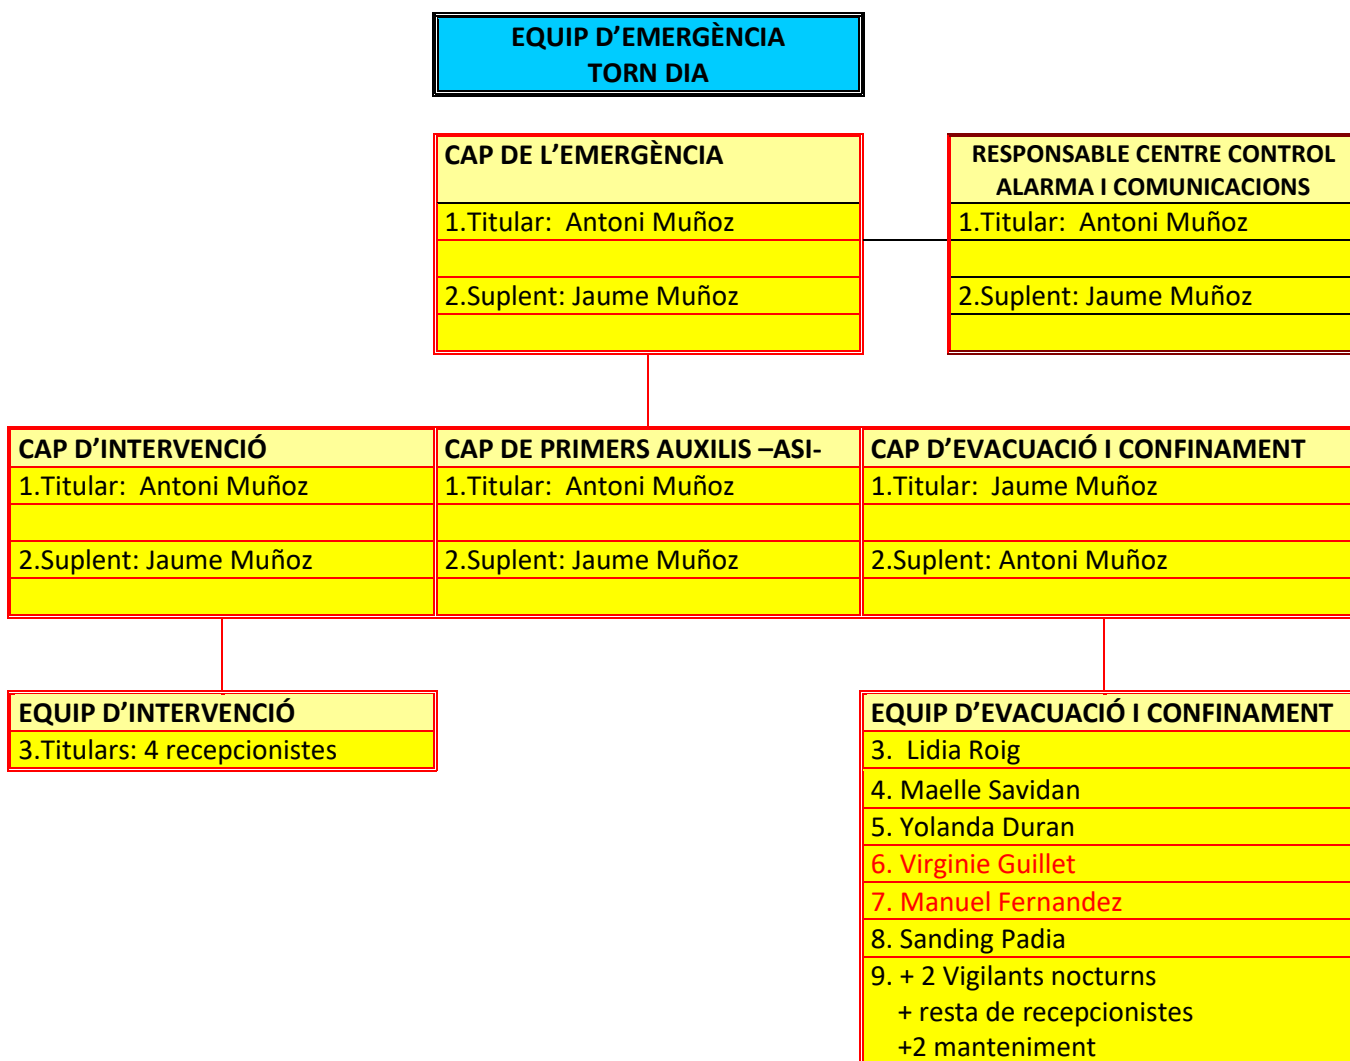 EQUIP D’EMERGÈNCIA
TORN DIA
CAP DE L’EMERGÈNCIA
1.Titular: Antoni Muñoz
2.Suplent: Jaume Muñoz
RESPONSABLE CENTRE CONTROL
ALARMA I COMUNICACIONS
1.Titular: Antoni Muñoz
2.Suplent: Jaume Muñoz
CAP D’INTERVENCIÓ
1.Titular: Antoni Muñoz
2.Suplent: Jaume Muñoz
CAP DE PRIMERS AUXILIS –ASI-
1.Titular: Antoni Muñoz
2.Suplent: Jaume Muñoz
CAP D’EVACUACIÓ I CONFINAMENT
1.Titular: Jaume Muñoz
2.Suplent: Antoni Muñoz
EQUIP D’INTERVENCIÓ
3.Titulars: 4 recepcionistes
EQUIP D’EVACUACIÓ I CONFINAMENT
3. Lidia Roig
4. Maelle Savidan
5. Yolanda Duran
6. Virginie Guillet
7. Manuel Fernandez
8. Sanding Padia
9. + 2 Vigilants nocturns
+ resta de recepcionistes
+2 manteniment